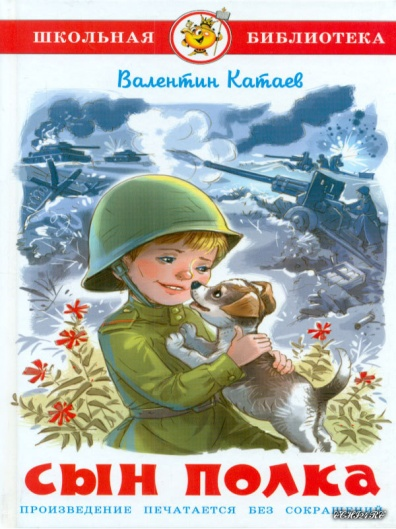 ШКОЛЬНАЯ БИБЛИОТЕКА
Валентин Катаев
СЫН ПОЛКА
ПРОИЗВЕДЕНИЕ ПЕЧАТАЕТСЯ БЕЗ СОКРАЩЕНИЙ